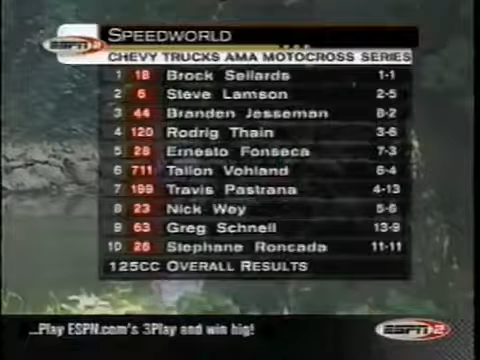 SPEEDWORLD
ESPN2
CHEVY TRUCKS AMA MOTOCROSS SERIES
1 18 Brock Sellards 1-1
2 6 Steve Lamson 2-5
3 44 Branden Jesseman 8-2
4 120 Rodrig Thain 3-6
5 28 Ernesto Fonseca 7-3
6 711 Tallon Vohland 6-4
7 199 Travis Pastrana 4-13
8 23 Nick Wey 5-8
9 63 Greg Schnell 13-9
10 26 Stephane Roncada 11-11
125CC OVERALL RESULTS
...Play ESPN.com's 3Play and win big!
ESPN2